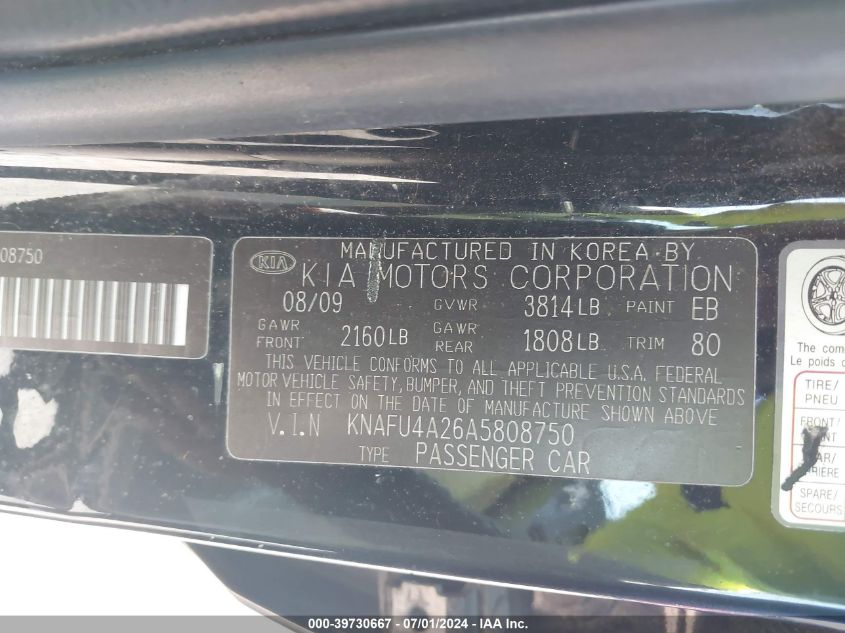 08750
KIA
MANUFACTURED IN KOREA BY
KIA MOTORS CORPORATION
08/09 GVWR 3814LB PAINT EB
GAWR FRONT 2160LB GAWR REAR 1808LB TRIM 80
THIS VEHICLE CONFORMS TO ALL APPLICABLE U.S.A. FEDERAL
MOTOR VEHICLE SAFETY, BUMPER, AND THEFT PREVENTION STANDARDS
IN EFFECT ON THE DATE OF MANUFACTURE SHOWN ABOVE
V.I.N KNAFU4A26A5808750
TYPE PASSENGER CAR
The com
Le poids
TIRE/
PNEU
FRONT/
SPARE/
SECOURS
000-39730667 - 07/01/2024 - IAA Inc.